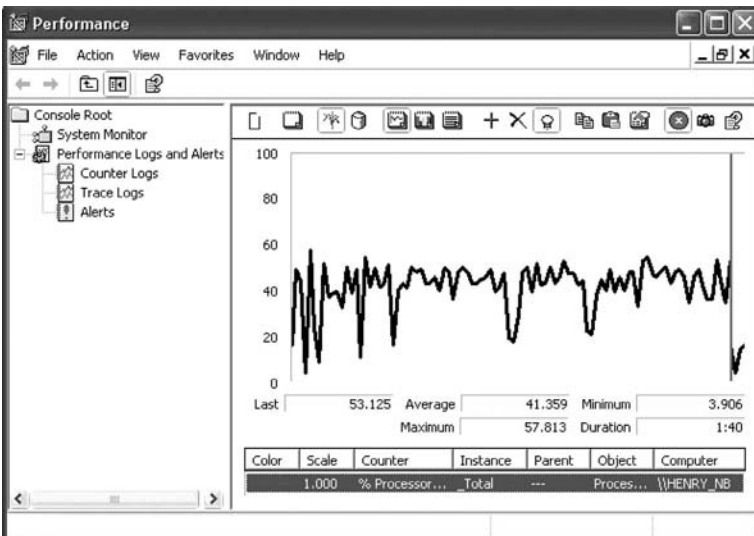 Performance
File Action View Favorites Window Help
Console Root
System Monitor
Performance Logs and Alerts
Counter Logs
Trace Logs
Alerts
100
80
60
40
20
0
Last 53.125 Average 41.359 Minimum 3.906
Maximum 57.813 Duration 1:40
Color Scale Counter Instance Parent Object Computer
1.000 % Processor... _Total --- Proces... \\HENRY_NB